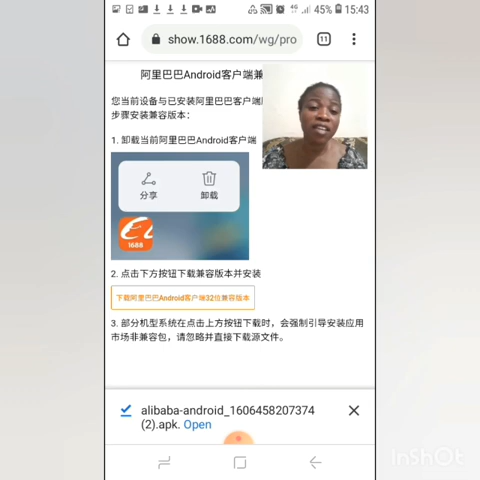 45% 15:43
show.1688.com/wg/pro
11
阿里巴巴Android客户端兼
您当前设备与已安装阿里巴巴客户端
步骤安装兼容版本：
1. 卸载当前阿里巴巴Android客户端
分享
卸载
1688
2. 点击下方按钮下载兼容版本并安装
下载阿里巴巴Android客户端32位兼容版本
3. 部分机型系统在点击上方按钮下载时，会强制引导安装应用
市场非兼容包，请忽略并直接下载源文件。
alibaba-android_1606458207374
(2).apk. Open
InShOt